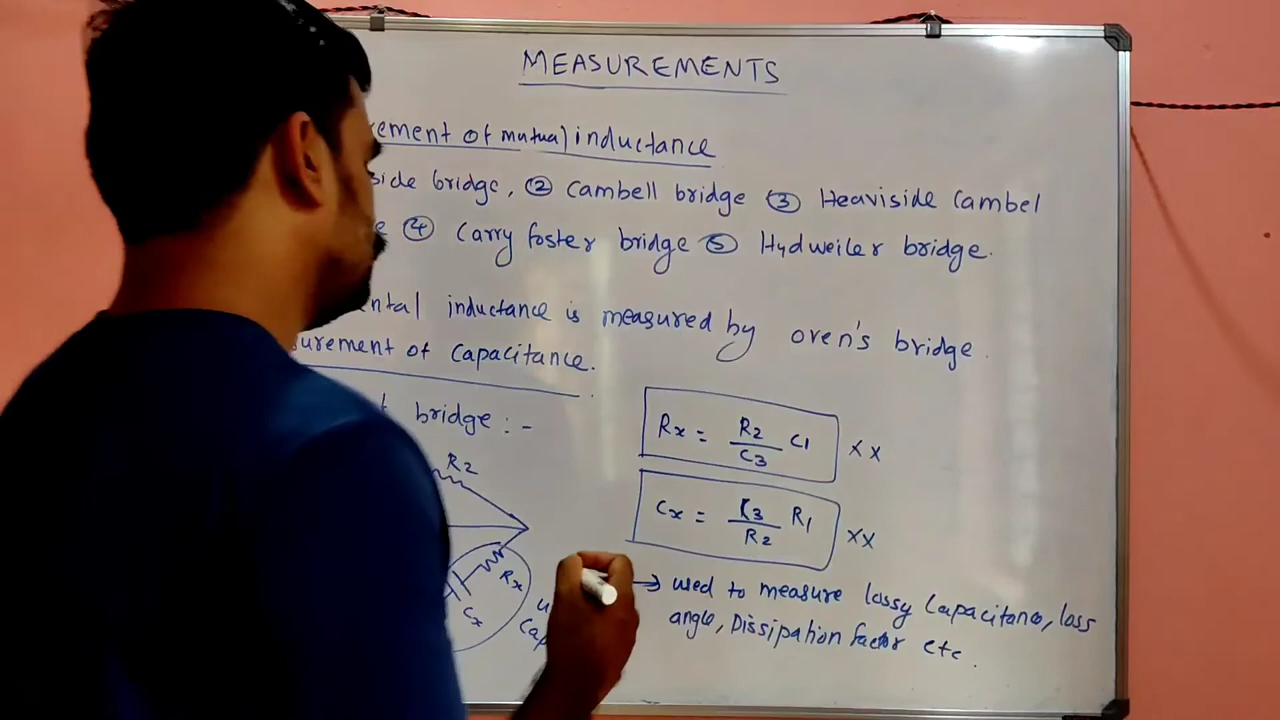 MEASUREMENTS
ement of mutual inductance
side bridge, ② Cambell bridge ③ Heaviside Cambel
e ④ Carry foster bridge ⑤ Hydweiler bridge.
ntal inductance is measured by oven's bridge.
surement of Capacitance.
bridge :-
Rx = R2/C3 C1 XX
R2
Cx = C3/R2 R1 XX
Rx
Cx
→ used to measure lossy Capacitance, loss
angle, Dissipation factor etc.